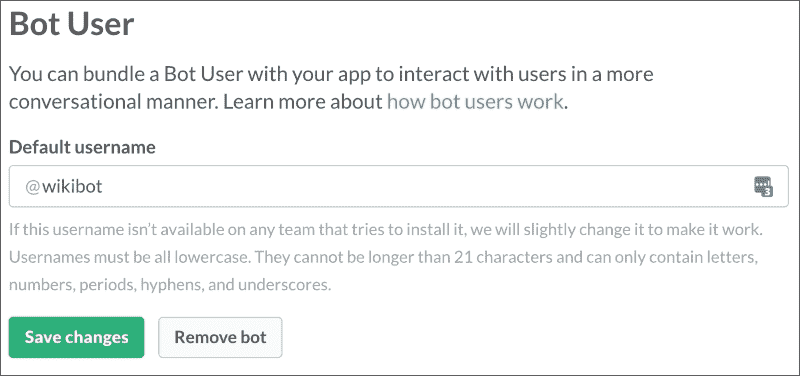 Bot User
You can bundle a Bot User with your app to interact with users in a more
conversational manner. Learn more about how bot users work.
Default username
@wikibot
3
If this username isn’t available on any team that tries to install it, we will slightly change it to make it work.
Usernames must be all lowercase. They cannot be longer than 21 characters and can only contain letters,
numbers, periods, hyphens, and underscores.
Save changes Remove bot